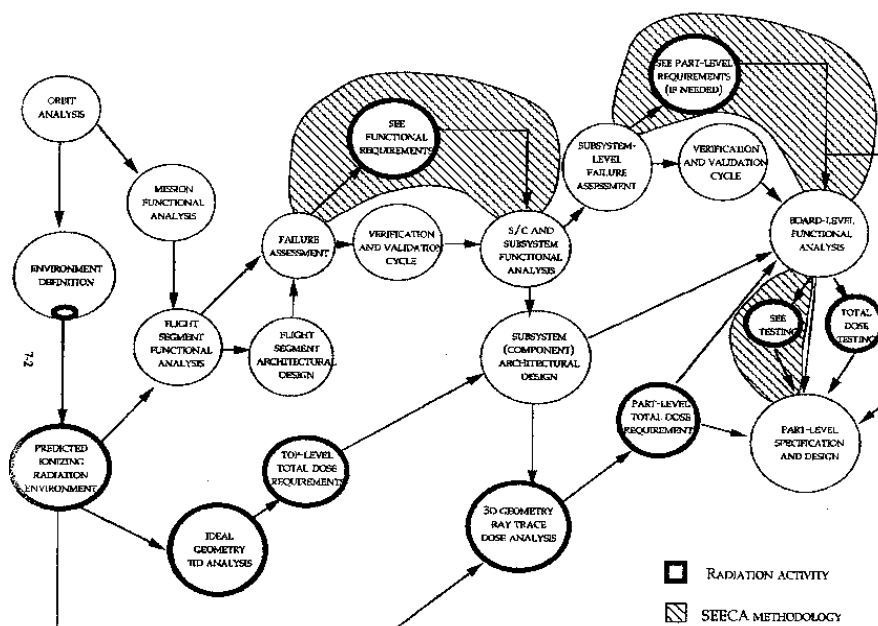 ORBIT
ANALYSIS
MISSION
FUNCTIONAL
ANALYSIS
ENVIRONMENT
DEFINITION
7-2
FLIGHT
SEGMENT
FUNCTIONAL
ANALYSIS
PREDICTED
IONIZING
RADIATION
ENVIRONMENT
SEE
FUNCTIONAL
REQUIREMENTS
FAILURE
ASSESSMENT
VERIFICATION
AND VALIDATION
CYCLE
FLIGHT
SEGMENT
ARCHITECTURAL
DESIGN
TOP-LEVEL
TOTAL DOSE
REQUIREMENTS
IDEAL
GEOMETRY
TID ANALYSIS
S/C AND
SUBSYSTEM
FUNCTIONAL
ANALYSIS
SUBSYSTEM
(COMPONENT)
ARCHITECTURAL
DESIGN
3D GEOMETRY
RAY TRACE
DOSE ANALYSIS
SEE PART-LEVEL
REQUIREMENTS
(IF NEEDED)
SUBSYSTEM-
LEVEL
FAILURE
ASSESSMENT
VERIFICATION
AND VALIDATION
CYCLE
BOARD-LEVEL
FUNCTIONAL
ANALYSIS
SEE
TESTING
TOTAL
DOSE
TESTING
PART-LEVEL
TOTAL DOSE
REQUIREMENT
PART-LEVEL
SPECIFICATION
AND DESIGN
RADIATION ACTIVITY
SEECA METHODOLOGY